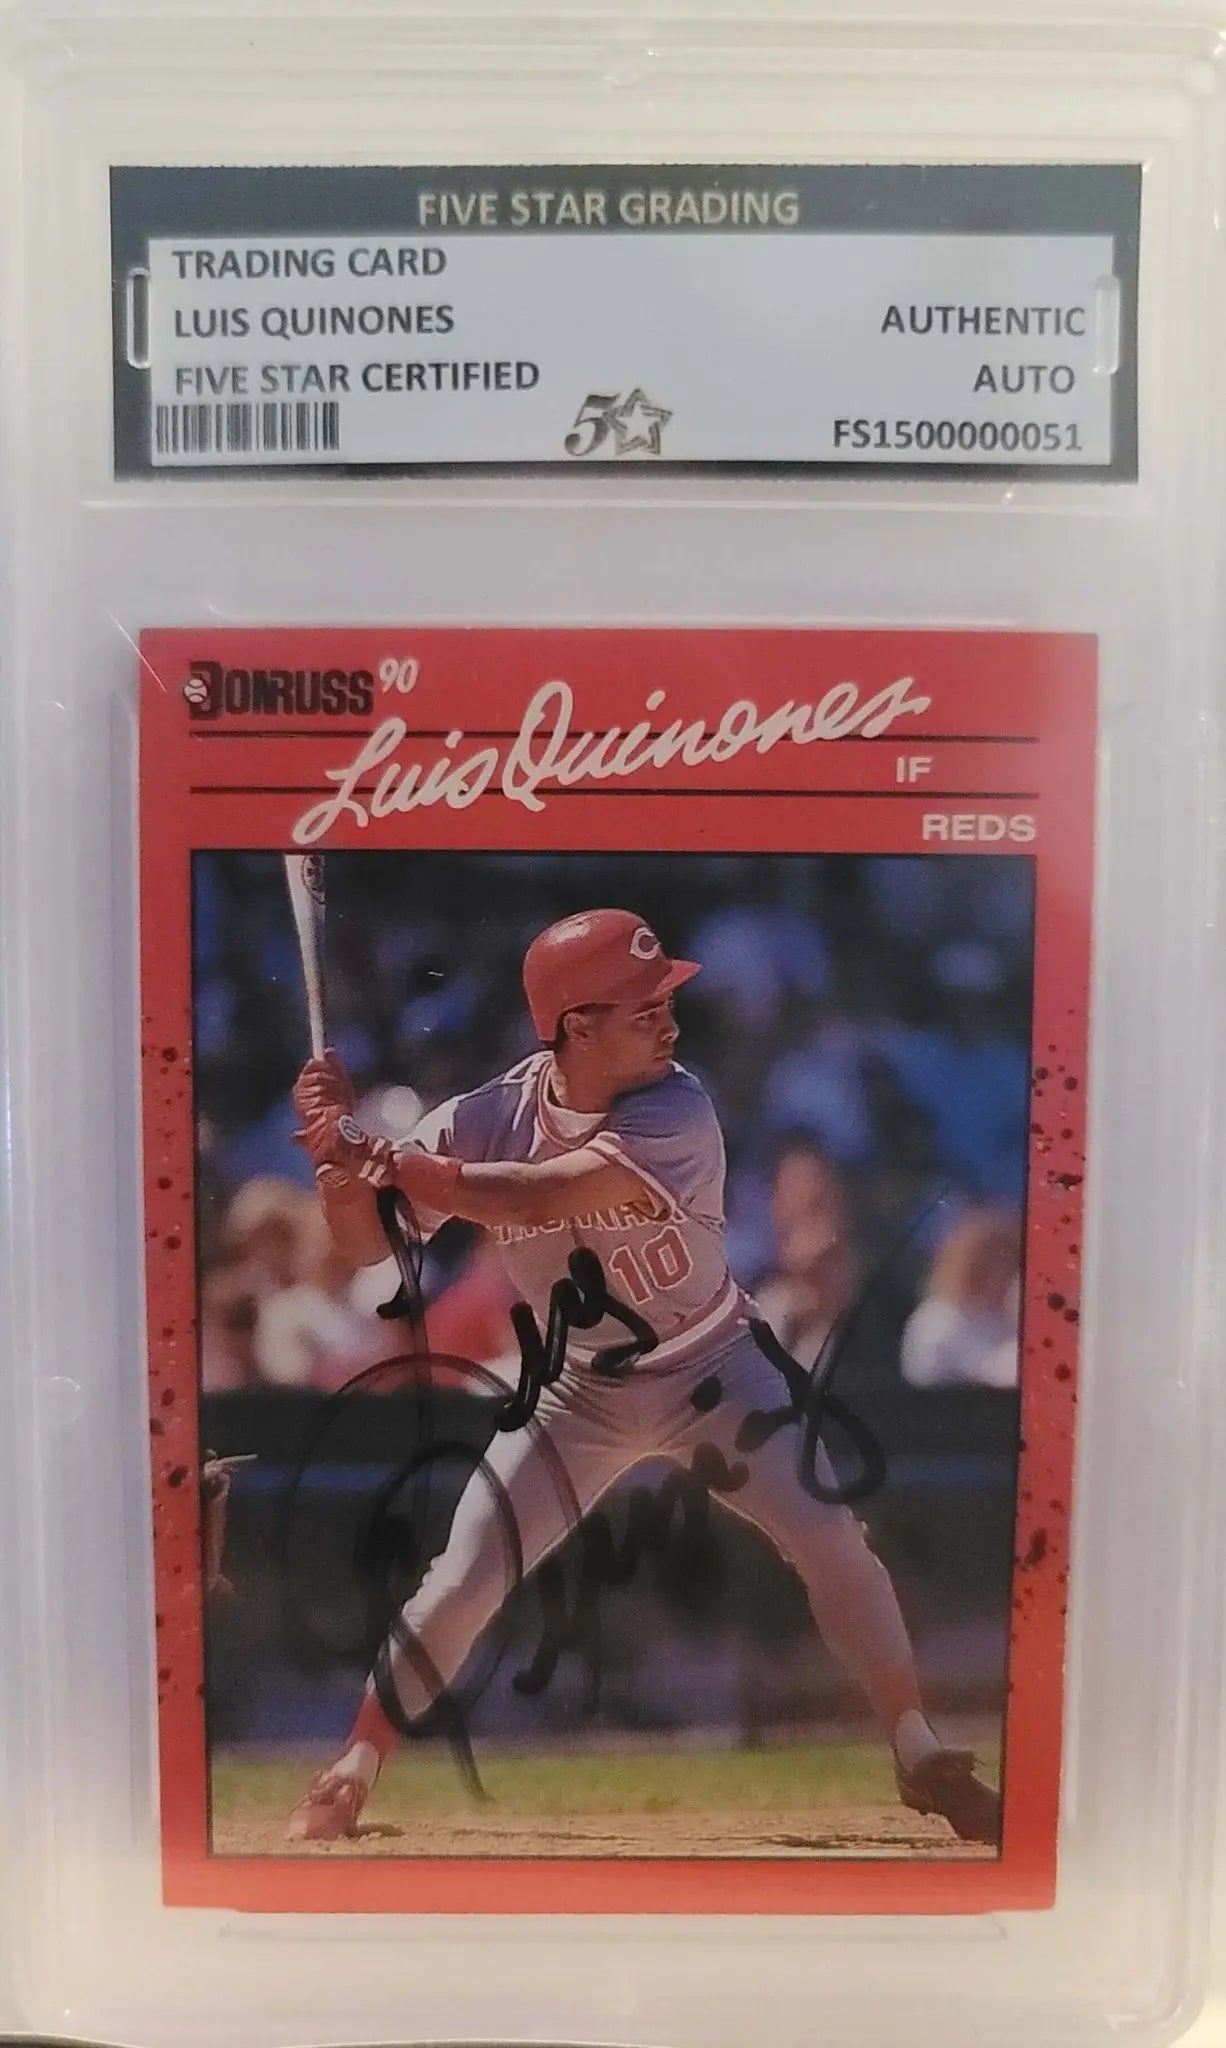 FIVE STAR GRADING
TRADING CARD
LUIS QUINONES
AUTHENTIC
FIVE STAR CERTIFIED
AUTO
5
FS1500000051
DONRUSS 90
Luis Quinones
IF
REDS
C
10